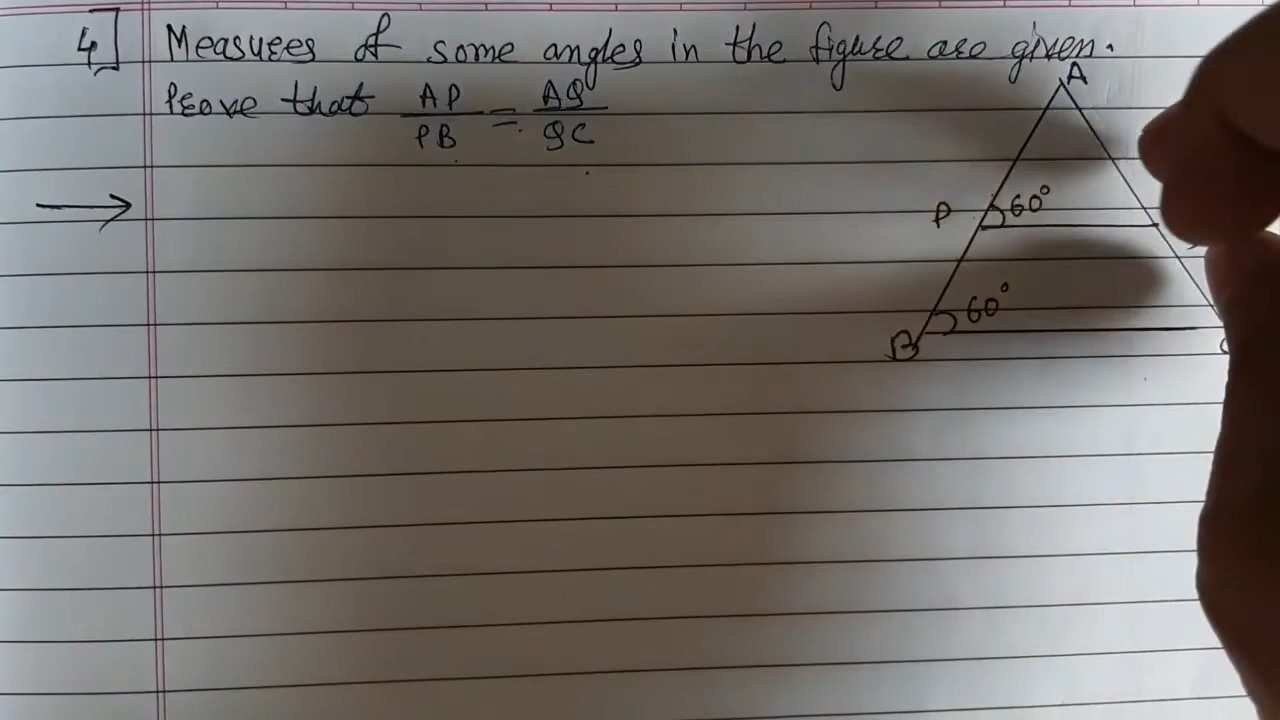 4] Measures of some angles in the figure are given.
Prove that AP/PB = AQ/QC
A
P 60°
60°
B